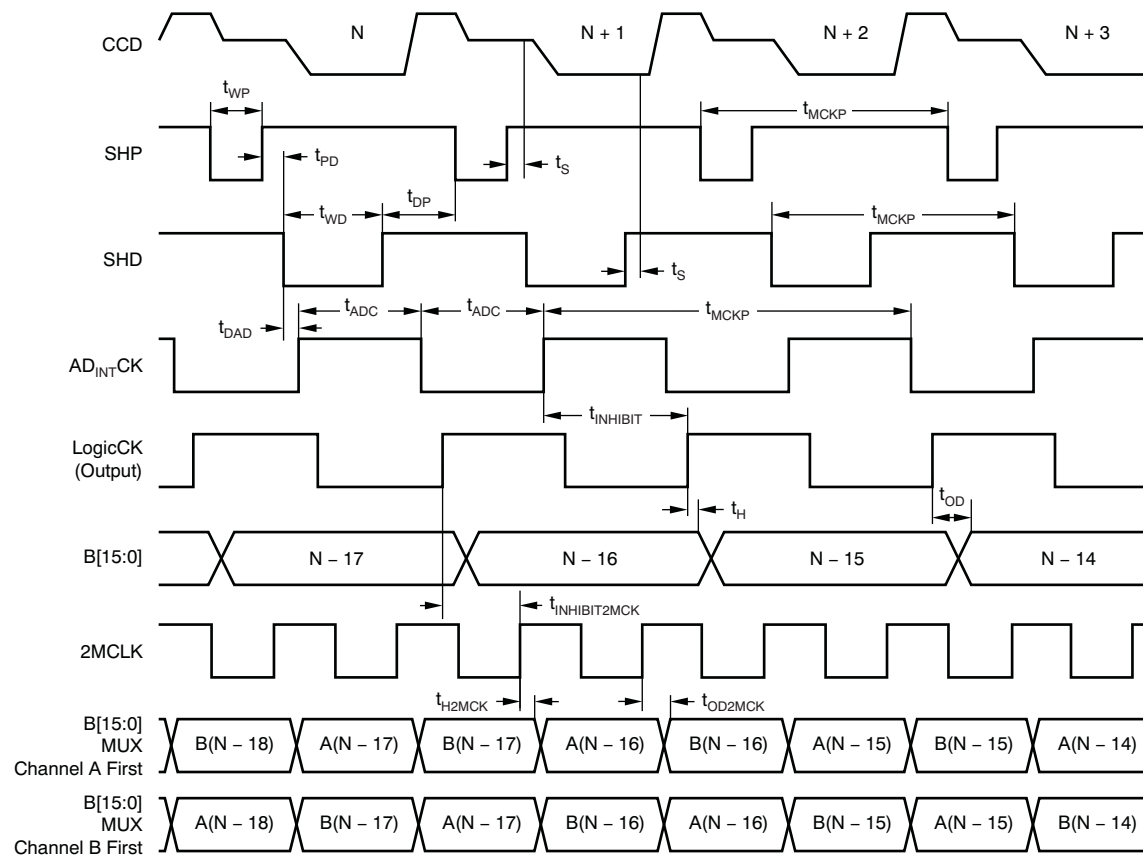 CCD
N
N + 1
N + 2
N + 3
tWP
tMCKP
SHP
tPD
tS
tWD
tDP
tMCKP
SHD
tS
tADC
tADC
tMCKP
tDAD
ADINTCK
tINHIBIT
LogicCK
(Output)
tH
tOD
B[15:0]
N – 17
N – 16
N – 15
N – 14
tINHIBIT2MCK
2MCLK
tH2MCK
tOD2MCK
B[15:0]
MUX
Channel A First
B(N – 18)
A(N – 17)
B(N – 17)
A(N – 16)
B(N – 16)
A(N – 15)
B(N – 15)
A(N – 14)
B[15:0]
MUX
Channel B First
A(N – 18)
B(N – 17)
A(N – 17)
B(N – 16)
A(N – 16)
B(N – 15)
A(N – 15)
B(N – 14)